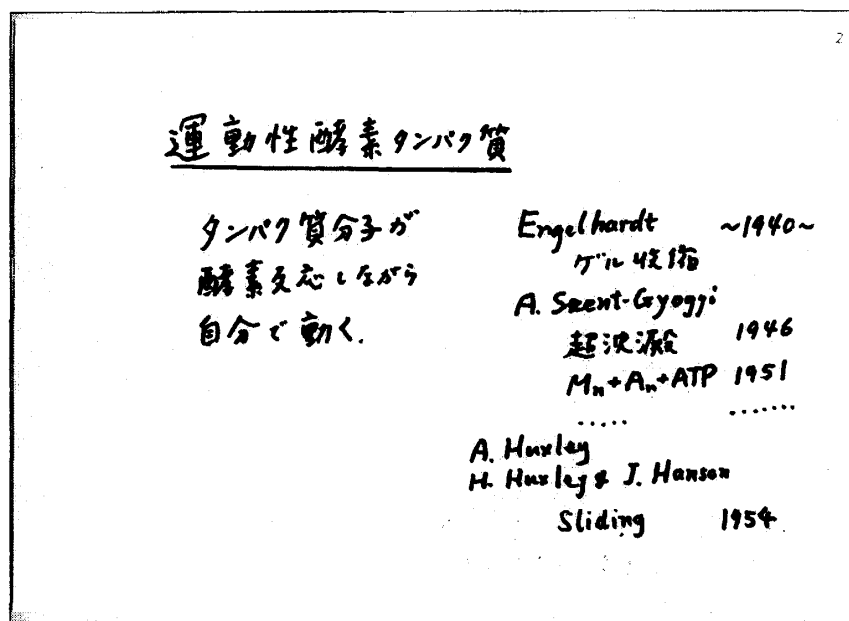 2
運動性酵素タンパク質
タンパク質分子が
酵素反応しながら
自分で動く.
Engelhardt ~1940~
ゲル収縮
A. Szent-Gyoggi
超沈澱 1946
Mn+An+ATP 1951
..... .......
A. Huxley
H. Huxley & J. Hanson
Sliding 1954